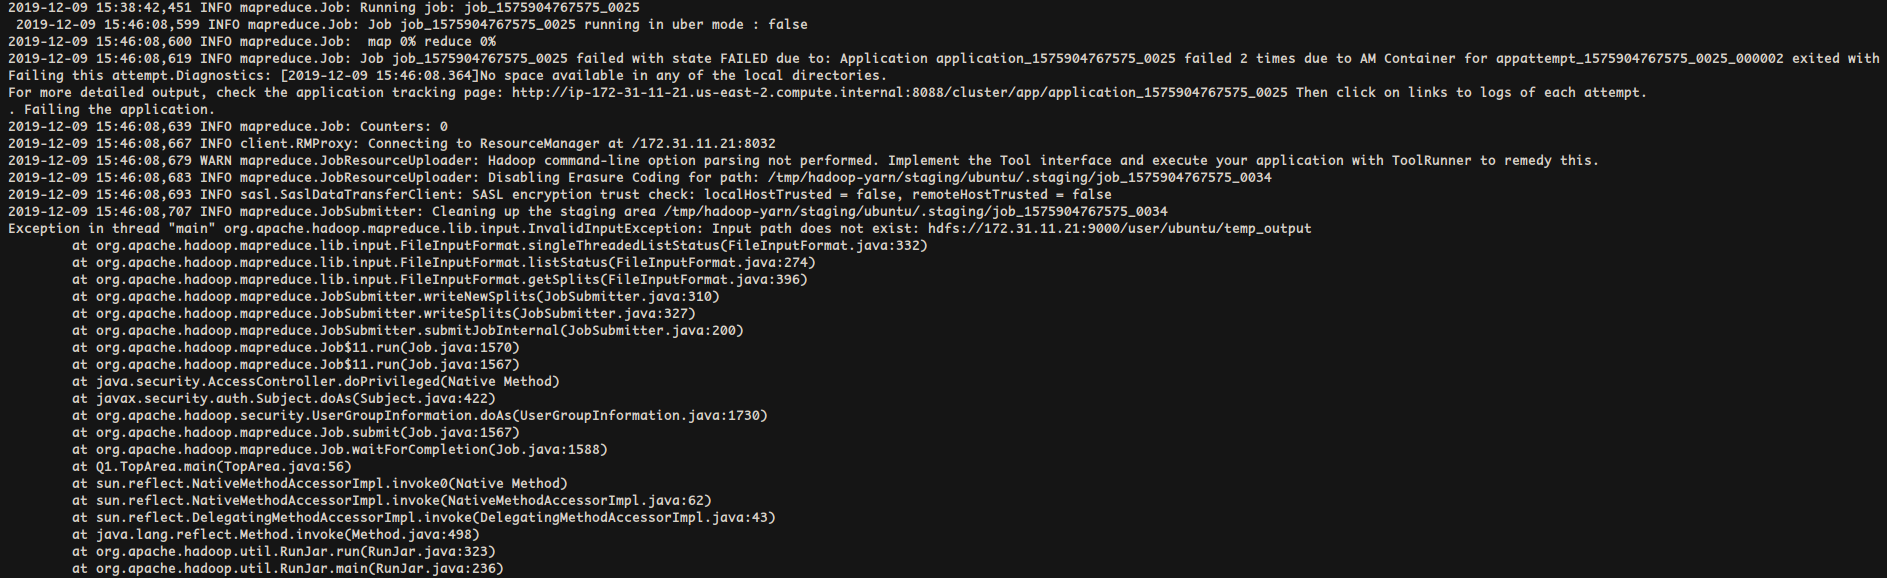 2019-12-09 15:38:42,451 INFO mapreduce.Job: Running job: job_1575904767575_0025
2019-12-09 15:46:08,599 INFO mapreduce.Job: Job job_1575904767575_0025 running in uber mode : false
2019-12-09 15:46:08,600 INFO mapreduce.Job:  map 0% reduce 0%
2019-12-09 15:46:08,619 INFO mapreduce.Job: Job job_1575904767575_0025 failed with state FAILED due to: Application application_1575904767575_0025 failed 2 times due to AM Container for appattempt_1575904767575_0025_000002 exited with
Failing this attempt.Diagnostics: [2019-12-09 15:46:08.364]No space available in any of the local directories.
For more detailed output, check the application tracking page: http://ip-172-31-11-21.us-east-2.compute.internal:8088/cluster/app/application_1575904767575_0025 Then click on links to logs of each attempt.
. Failing the application.
2019-12-09 15:46:08,639 INFO mapreduce.Job: Counters: 0
2019-12-09 15:46:08,667 INFO client.RMProxy: Connecting to ResourceManager at /172.31.11.21:8032
2019-12-09 15:46:08,679 WARN mapreduce.JobResourceUploader: Hadoop command-line option parsing not performed. Implement the Tool interface and execute your application with ToolRunner to remedy this.
2019-12-09 15:46:08,683 INFO mapreduce.JobResourceUploader: Disabling Erasure Coding for path: /tmp/hadoop-yarn/staging/ubuntu/.staging/job_1575904767575_0034
2019-12-09 15:46:08,693 INFO sasl.SaslDataTransferClient: SASL encryption trust check: localHostTrusted = false, remoteHostTrusted = false
2019-12-09 15:46:08,707 INFO mapreduce.JobSubmitter: Cleaning up the staging area /tmp/hadoop-yarn/staging/ubuntu/.staging/job_1575904767575_0034
Exception in thread "main" org.apache.hadoop.mapreduce.lib.input.InvalidInputException: Input path does not exist: hdfs://172.31.11.21:9000/user/ubuntu/temp_output
at org.apache.hadoop.mapreduce.lib.input.FileInputFormat.singleThreadedListStatus(FileInputFormat.java:332)
at org.apache.hadoop.mapreduce.lib.input.FileInputFormat.listStatus(FileInputFormat.java:274)
at org.apache.hadoop.mapreduce.lib.input.FileInputFormat.getSplits(FileInputFormat.java:396)
at org.apache.hadoop.mapreduce.JobSubmitter.writeNewSplits(JobSubmitter.java:310)
at org.apache.hadoop.mapreduce.JobSubmitter.writeSplits(JobSubmitter.java:327)
at org.apache.hadoop.mapreduce.JobSubmitter.submitJobInternal(JobSubmitter.java:200)
at org.apache.hadoop.mapreduce.Job$11.run(Job.java:1570)
at org.apache.hadoop.mapreduce.Job$11.run(Job.java:1567)
at java.security.AccessController.doPrivileged(Native Method)
at javax.security.auth.Subject.doAs(Subject.java:422)
at org.apache.hadoop.security.UserGroupInformation.doAs(UserGroupInformation.java:1730)
at org.apache.hadoop.mapreduce.Job.submit(Job.java:1567)
at org.apache.hadoop.mapreduce.Job.waitForCompletion(Job.java:1588)
at Q1.TopArea.main(TopArea.java:56)
at sun.reflect.NativeMethodAccessorImpl.invoke0(Native Method)
at sun.reflect.NativeMethodAccessorImpl.invoke(NativeMethodAccessorImpl.java:62)
at sun.reflect.DelegatingMethodAccessorImpl.invoke(DelegatingMethodAccessorImpl.java:43)
at java.lang.reflect.Method.invoke(Method.java:498)
at org.apache.hadoop.util.RunJar.run(RunJar.java:323)
at org.apache.hadoop.util.RunJar.main(RunJar.java:236)